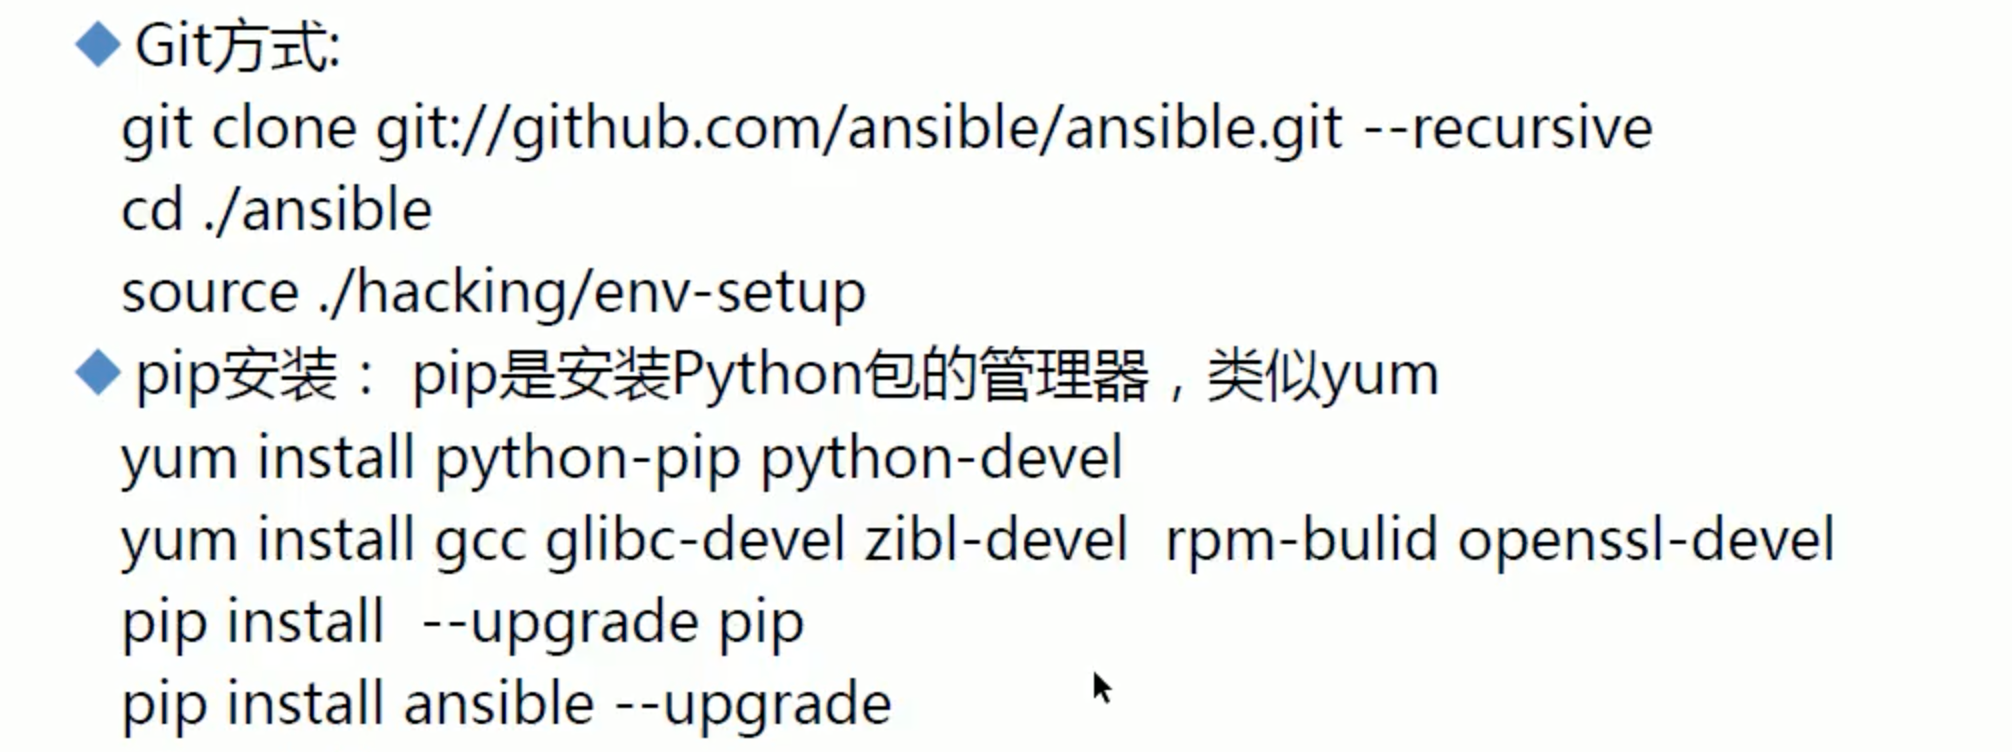 Git方式:
git clone git://github.com/ansible/ansible.git --recursive
cd ./ansible
source ./hacking/env-setup
pip安装： pip是安装Python包的管理器，类似yum
yum install python-pip python-devel
yum install gcc glibc-devel zibl-devel  rpm-bulid openssl-devel
pip install  --upgrade pip
pip install ansible --upgrade